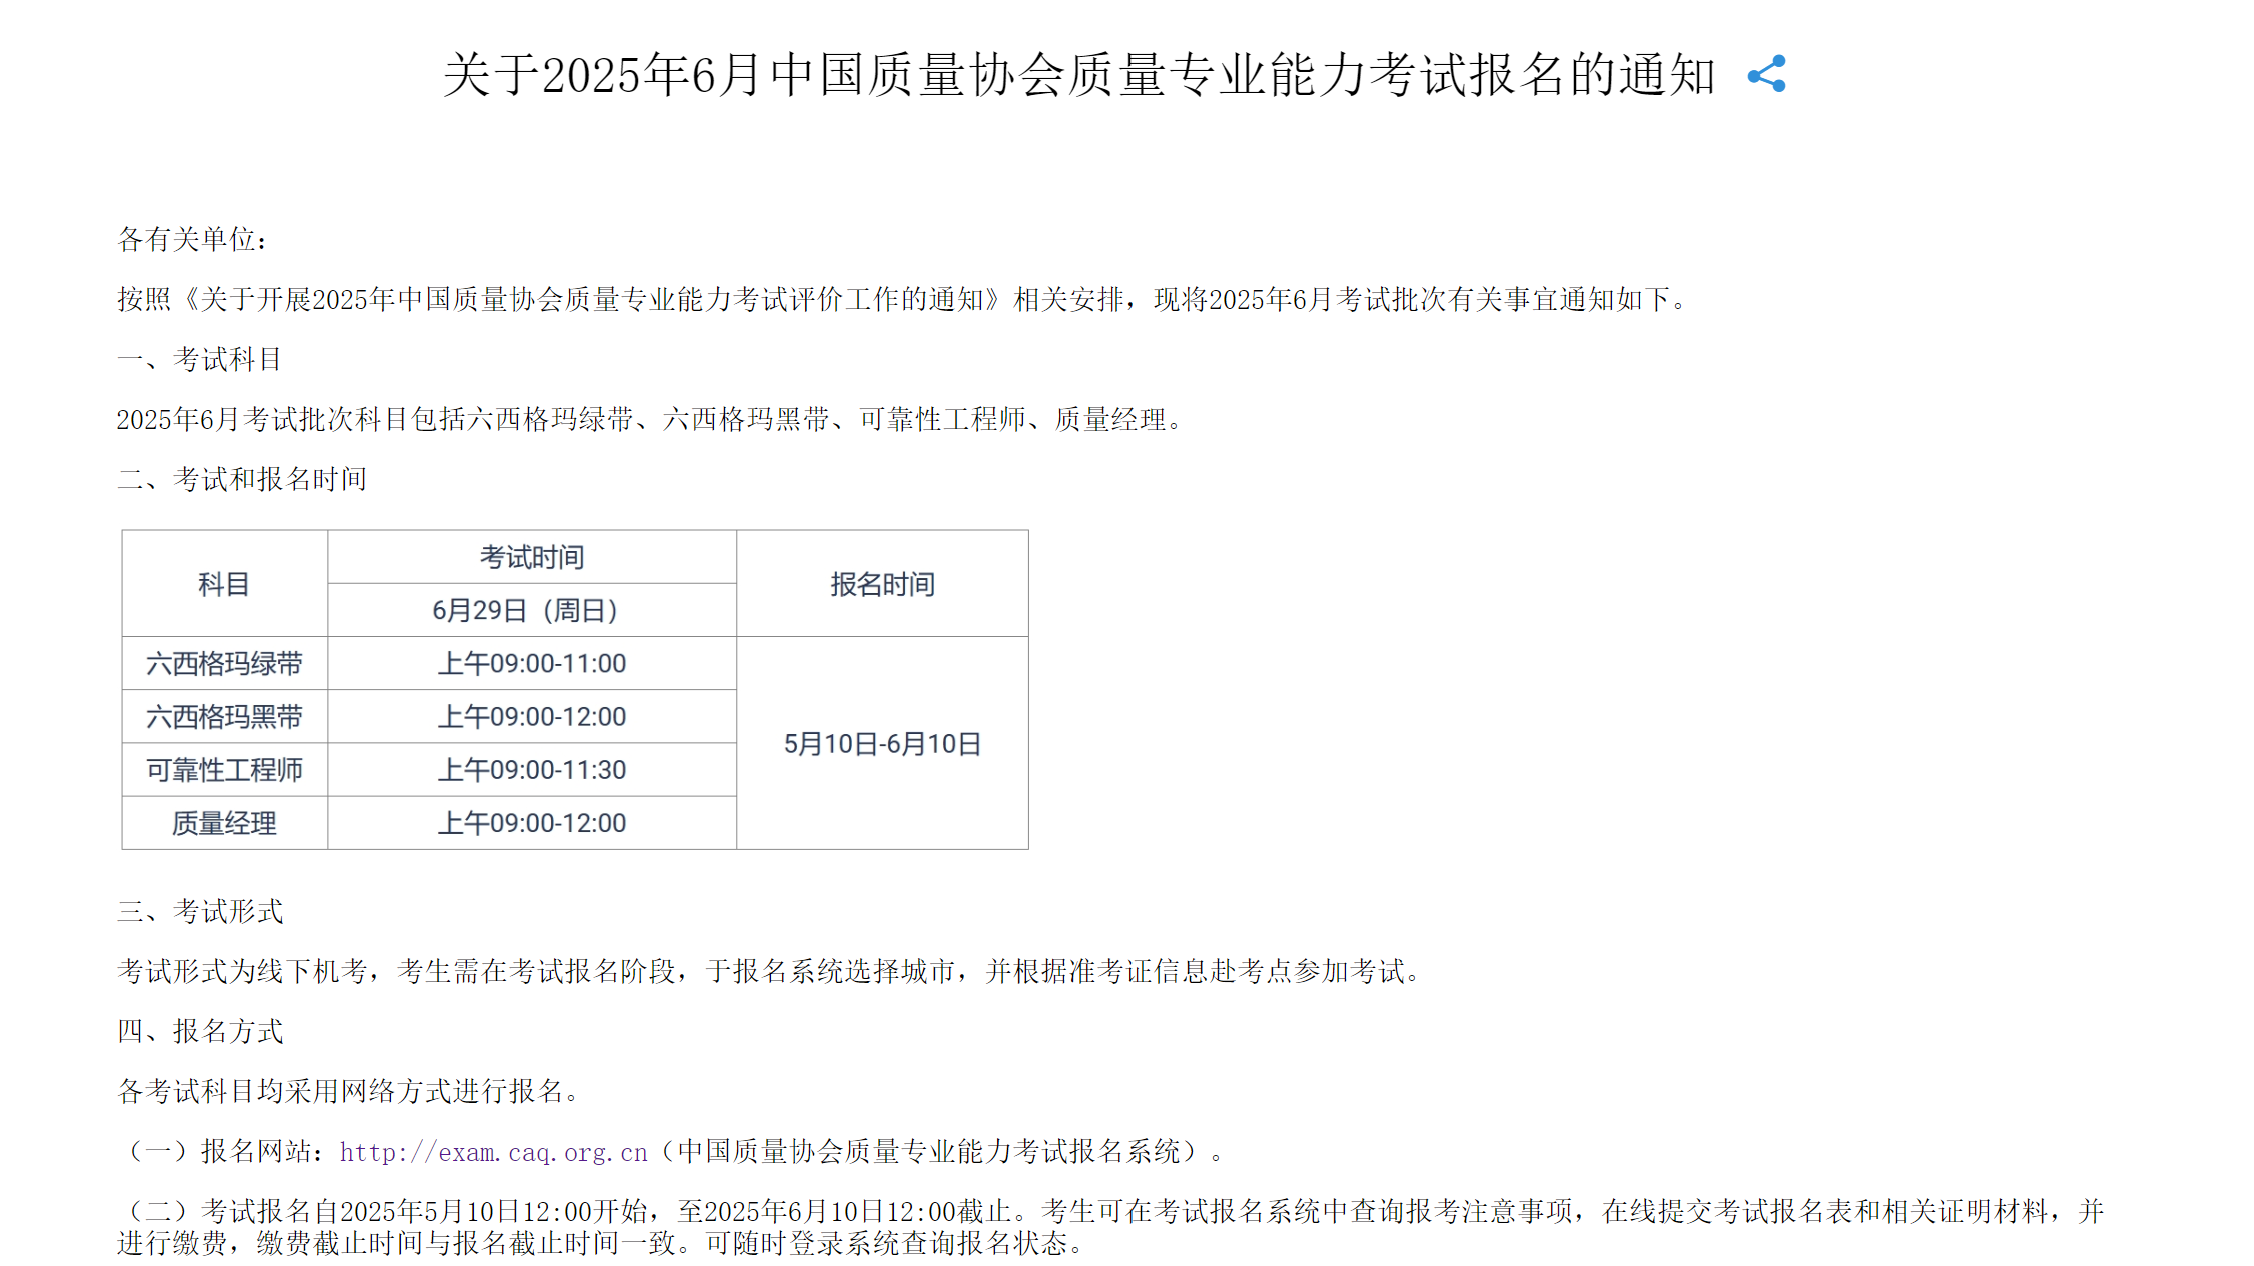 关于2025年6月中国质量协会质量专业能力考试报名的通知
各有关单位：
按照《关于开展2025年中国质量协会质量专业能力考试评价工作的通知》相关安排，现将2025年6月考试批次有关事宜通知如下。
一、考试科目
2025年6月考试批次科目包括六西格玛绿带、六西格玛黑带、可靠性工程师、质量经理。
二、考试和报名时间
科目 考试时间 报名时间
6月29日（周日）
六西格玛绿带 上午09:00-11:00
六西格玛黑带 上午09:00-12:00
5月10日-6月10日
可靠性工程师 上午09:00-11:30
质量经理 上午09:00-12:00
三、考试形式
考试形式为线下机考，考生需在考试报名阶段，于报名系统选择城市，并根据准考证信息赴考点参加考试。
四、报名方式
各考试科目均采用网络方式进行报名。
（一）报名网站：http://exam.caq.org.cn（中国质量协会质量专业能力考试报名系统）。
（二）考试报名自2025年5月10日12:00开始，至2025年6月10日12:00截止。考生可在考试报名系统中查询报考注意事项，在线提交考试报名表和相关证明材料，并
进行缴费，缴费截止时间与报名截止时间一致。可随时登录系统查询报名状态。